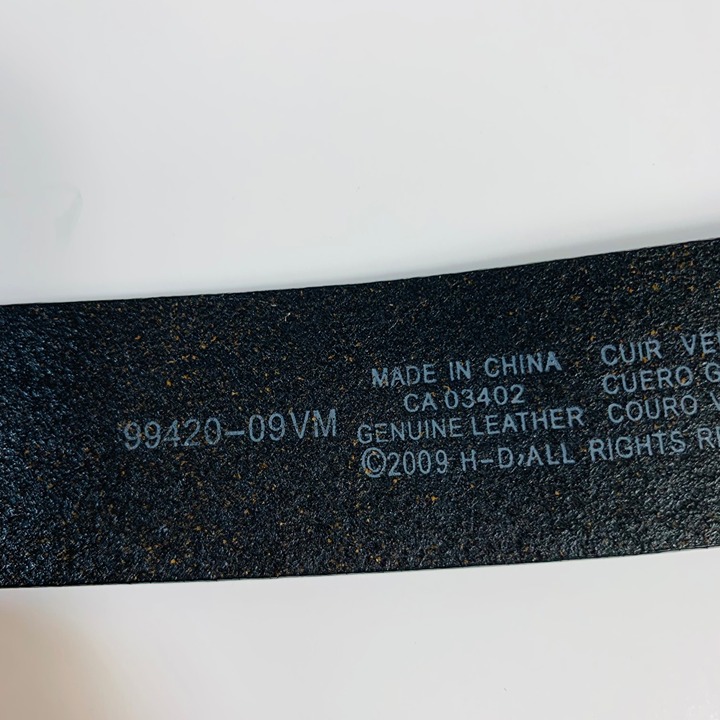 99420-09VM
MADE IN CHINA
CA 03402
GENUINE LEATHER
©2009 H-D, ALL RIGHTS
CUIR
CUERO
COURO